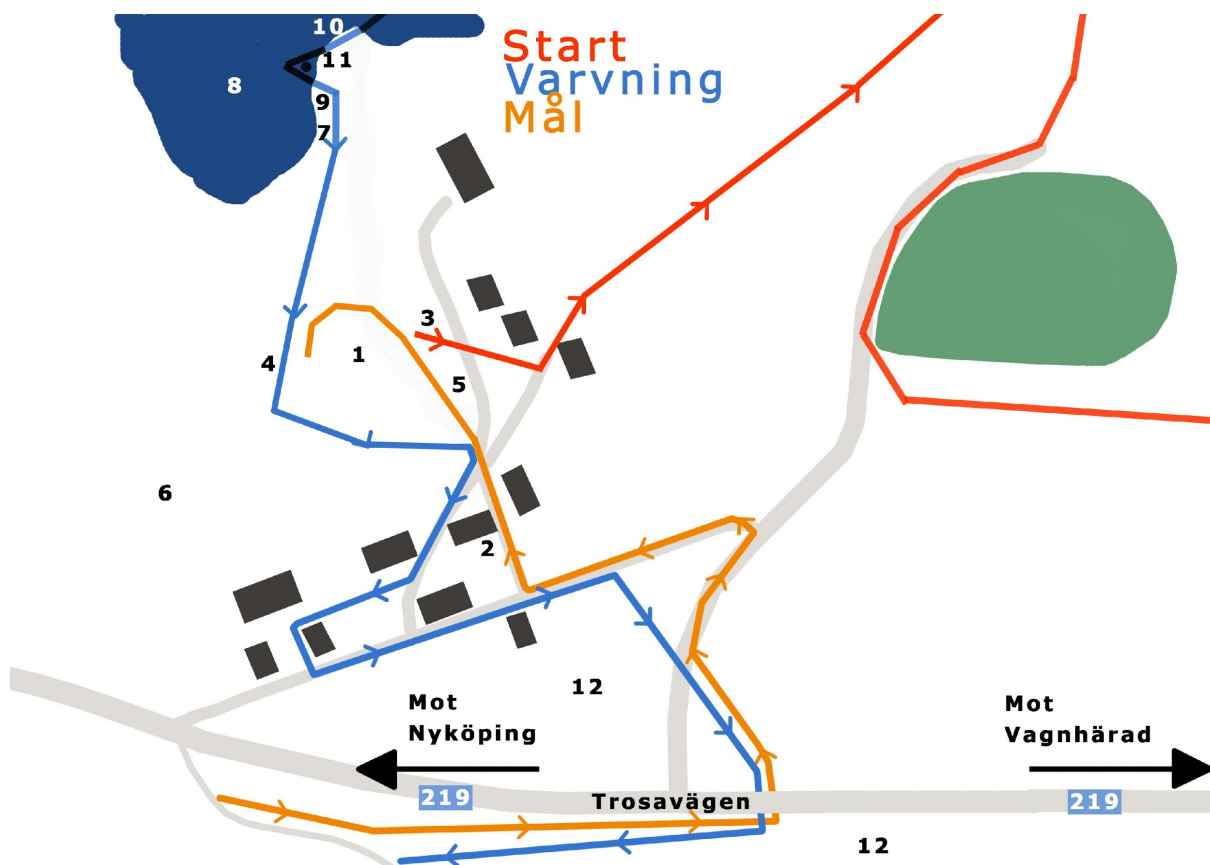 10
Start
11
Varvning
8
9
Mål
7
3
1
4
5
6
2
12
Mot
Nyköping
Mot
Vagnhärad
219
Trosavägen
219
12